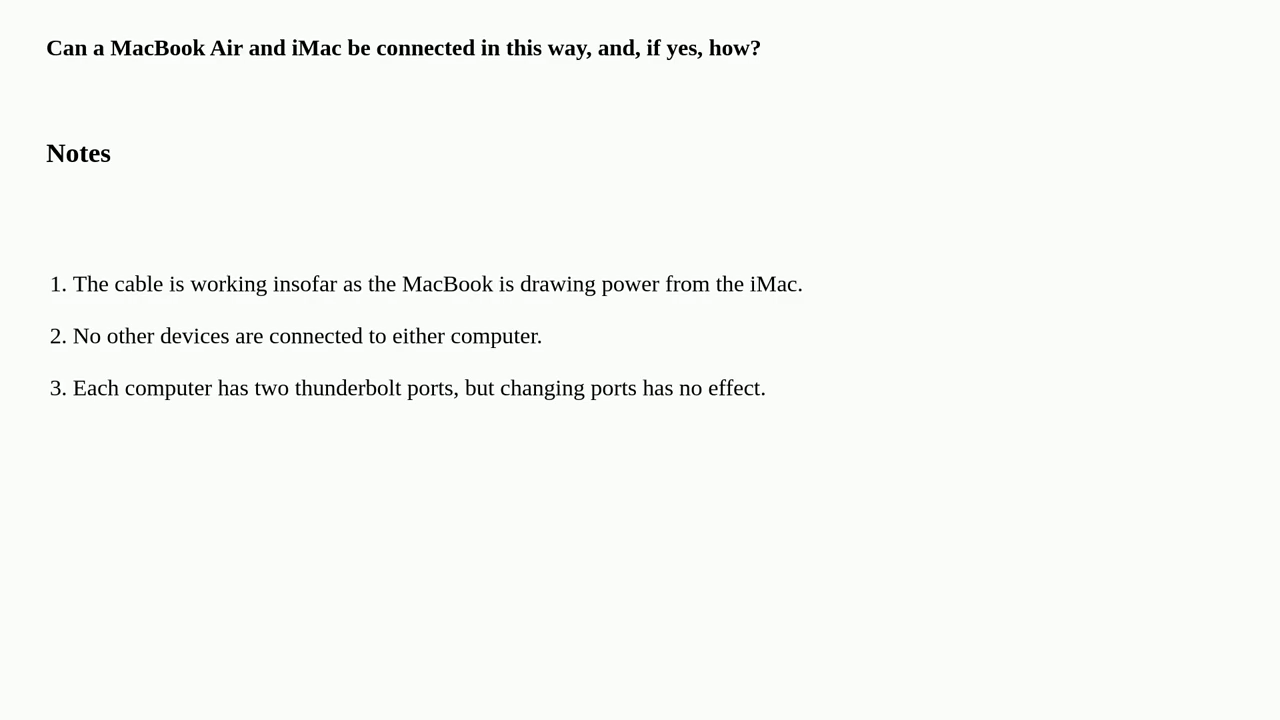 Can a MacBook Air and iMac be connected in this way, and, if yes, how?
Notes
1. The cable is working insofar as the MacBook is drawing power from the iMac.
2. No other devices are connected to either computer.
3. Each computer has two thunderbolt ports, but changing ports has no effect.